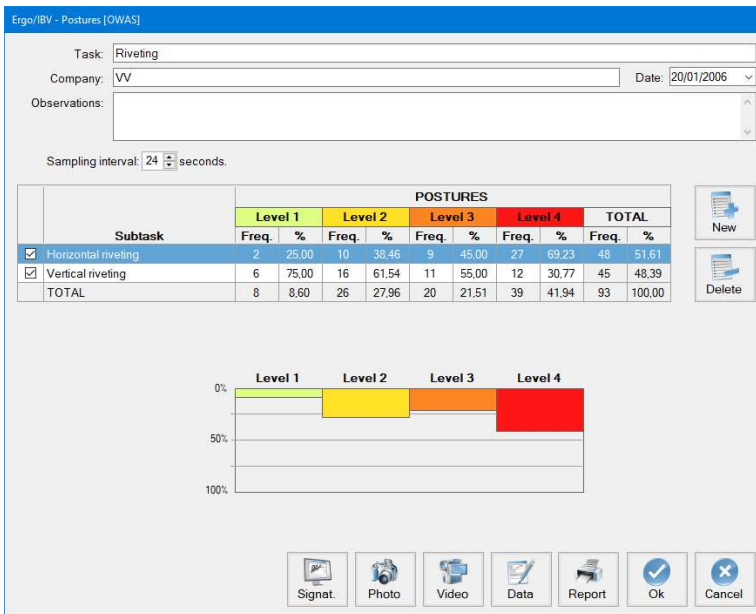 Ergo/IBV - Postures [OWAS]
Task: Riveting
Company: VV Date: 20/01/2006
Observations:
Sampling interval: 24 seconds.
POSTURES
Level 1 Level 2 Level 3 Level 4 TOTAL
Subtask Freq. % Freq. % Freq. % Freq. % Freq. %
Horizontal riveting 2 25,00 10 38,46 9 45,00 27 69,23 48 51,61
Vertical riveting 6 75,00 16 61,54 11 55,00 12 30,77 45 48,39
TOTAL 8 8,60 26 27,96 20 21,51 39 41,94 93 100,00
New
Delete
Level 1 Level 2 Level 3 Level 4
0%
50%
100%
Signat. Photo Video Data Report Ok Cancel